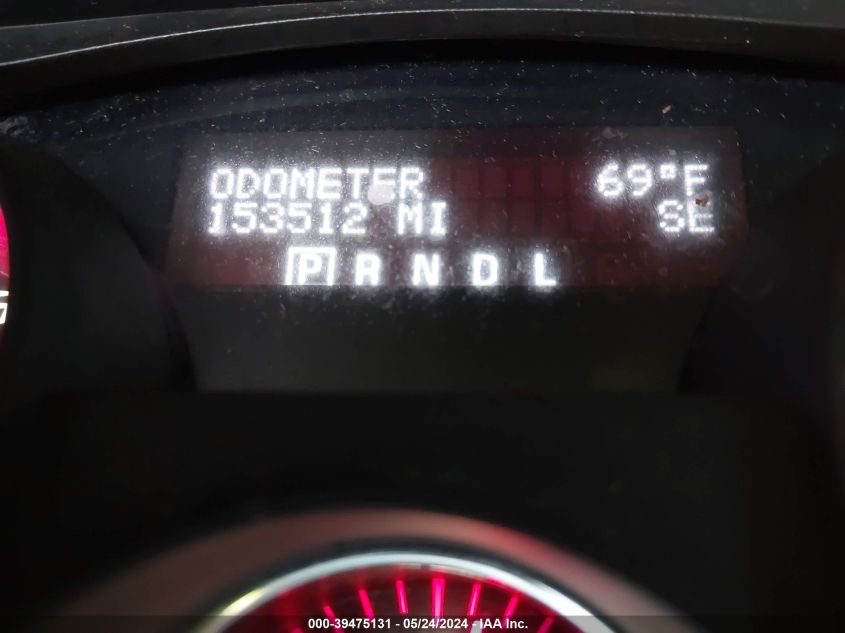 ODOMETER 69°F
153512 MI SE
P R N D L
000-39475131 - 05/24/2024 - IAA Inc.